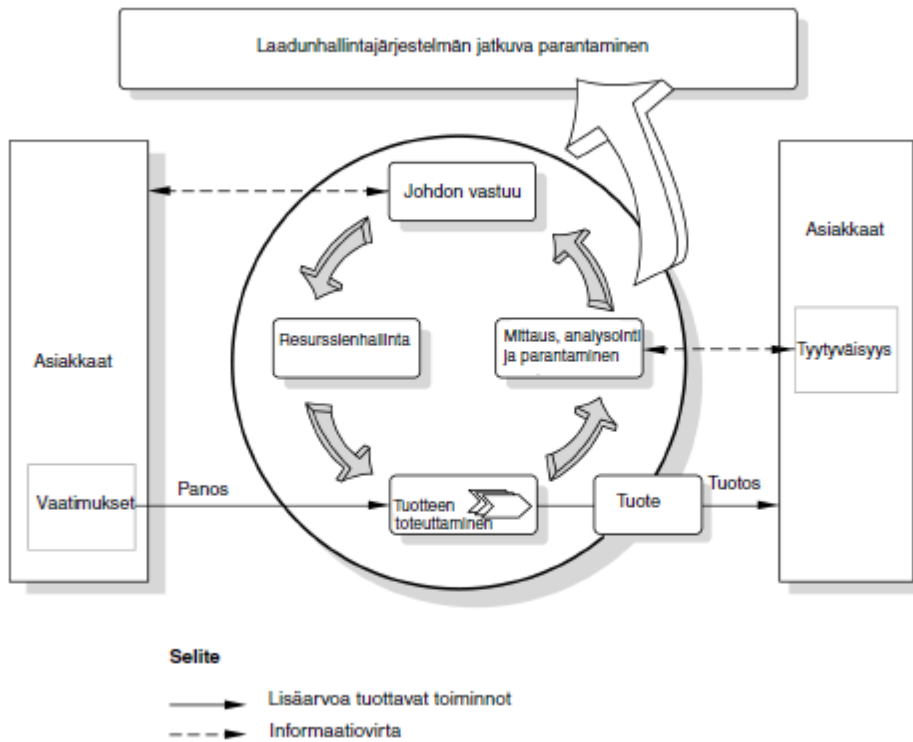 Laadunhallintajärjestelmän jatkuva parantaminen
Johdon vastuu
Asiakkaat
Resurssienhallinta
Mittaus, analysointi
ja parantaminen
Tyytyväisyys
Asiakkaat
Vaatimukset
Panos
Tuotteen
toteuttaminen
Tuote
Tuotos
Selite
Lisäarvoa tuottavat toiminnot
Informaatiovirta